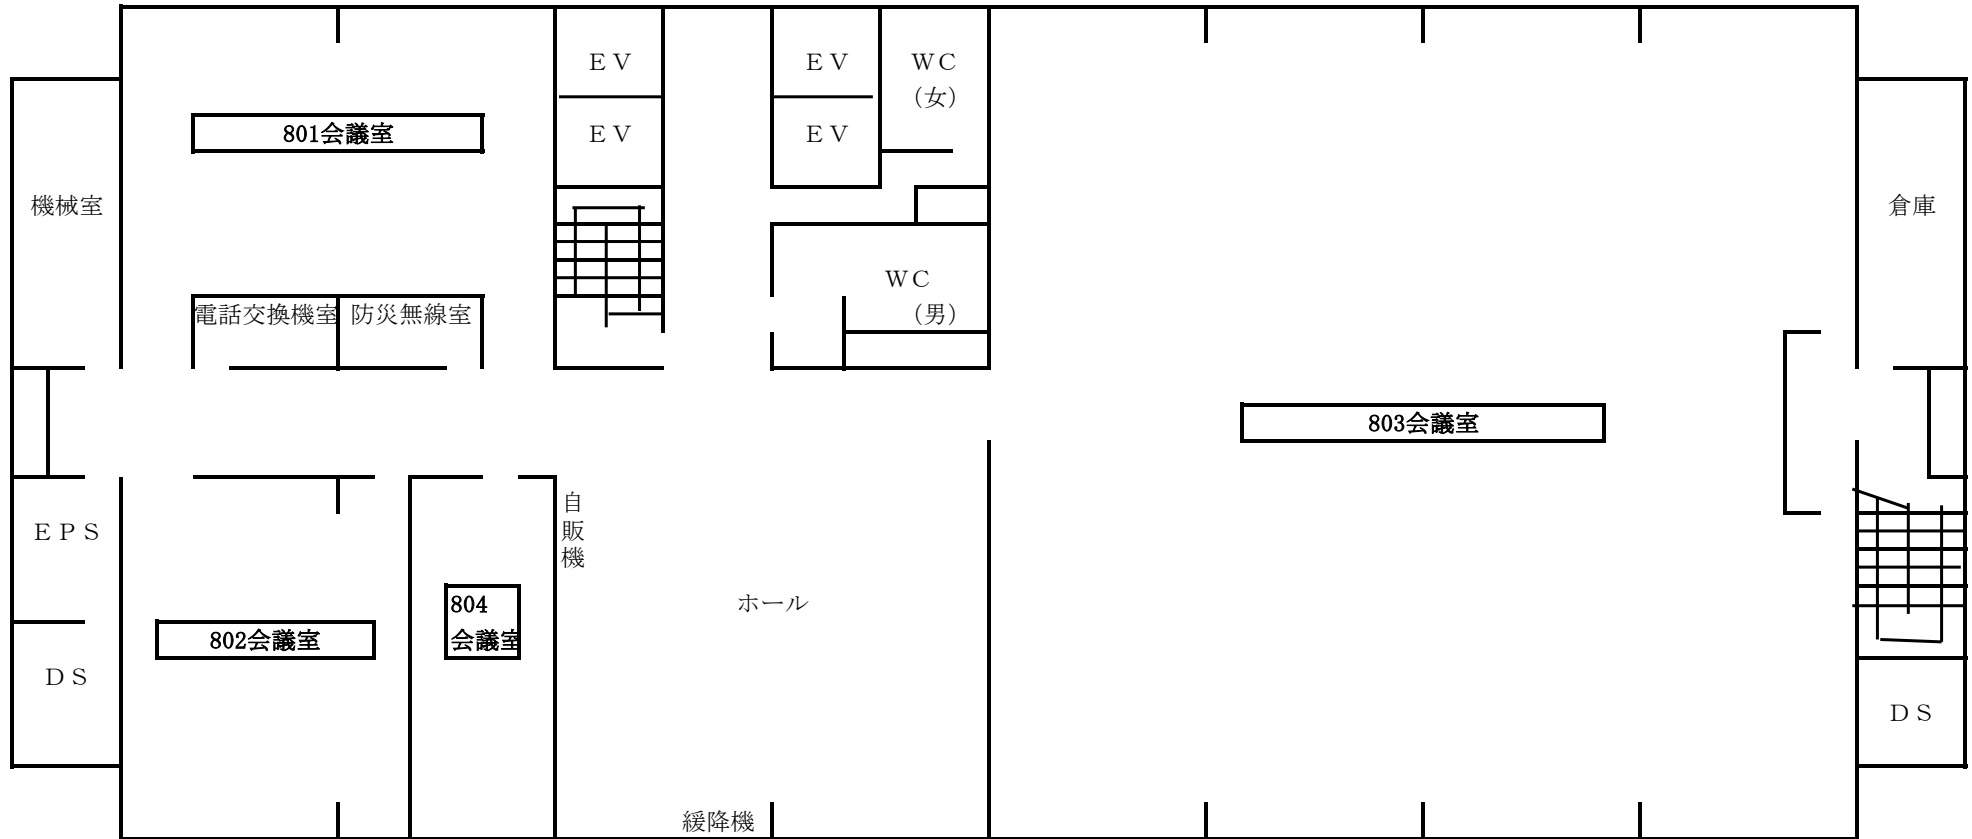 ＥＶ
ＥＶ
ＷＣ
（女）
801会議室
ＥＶ
ＥＶ
機械室
倉庫
ＷＣ
（男）
電話交換機室
防災無線室
803会議室
自販機
ＥＰＳ
804
会議室
ホール
802会議室
ＤＳ
ＤＳ
緩降機